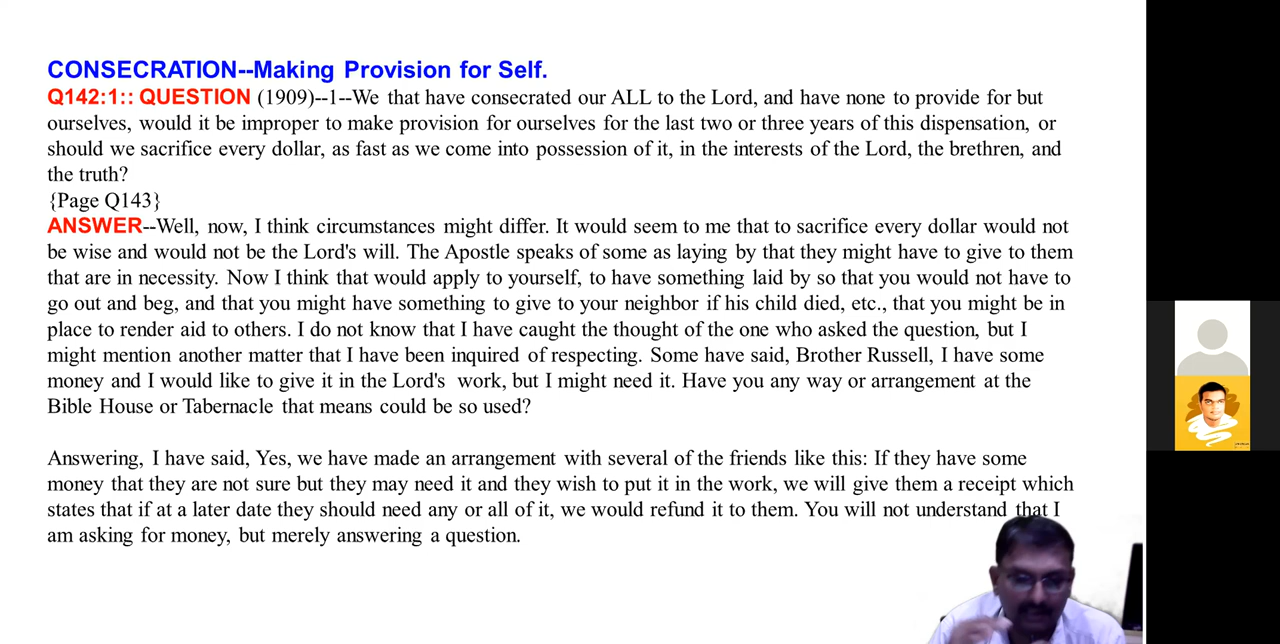 CONSECRATION--Making Provision for Self.
Q142:1:: QUESTION (1909)--1--We that have consecrated our ALL to the Lord, and have none to provide for but
ourselves, would it be improper to make provision for ourselves for the last two or three years of this dispensation, or
should we sacrifice every dollar, as fast as we come into possession of it, in the interests of the Lord, the brethren, and
the truth?
{Page Q143}
ANSWER--Well, now, I think circumstances might differ. It would seem to me that to sacrifice every dollar would not
be wise and would not be the Lord's will. The Apostle speaks of some as laying by that they might have to give to them
that are in necessity. Now I think that would apply to yourself, to have something laid by so that you would not have to
go out and beg, and that you might have something to give to your neighbor if his child died, etc., that you might be in
place to render aid to others. I do not know that I have caught the thought of the one who asked the question, but I
might mention another matter that I have been inquired of respecting. Some have said, Brother Russell, I have some
money and I would like to give it in the Lord's work, but I might need it. Have you any way or arrangement at the
Bible House or Tabernacle that means could be so used?
Answering, I have said, Yes, we have made an arrangement with several of the friends like this: If they have some
money that they are not sure but they may need it and they wish to put it in the work, we will give them a receipt which
states that if at a later date they should need any or all of it, we would refund it to them. You will not understand that I
am asking for money, but merely answering a question.